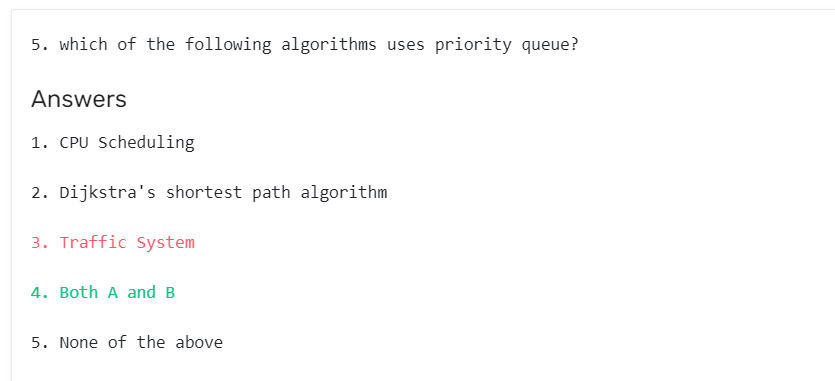 5. which of the following algorithms uses priority queue?
Answers
1. CPU Scheduling
2. Dijkstra's shortest path algorithm
3. Traffic System
4. Both A and B
5. None of the above